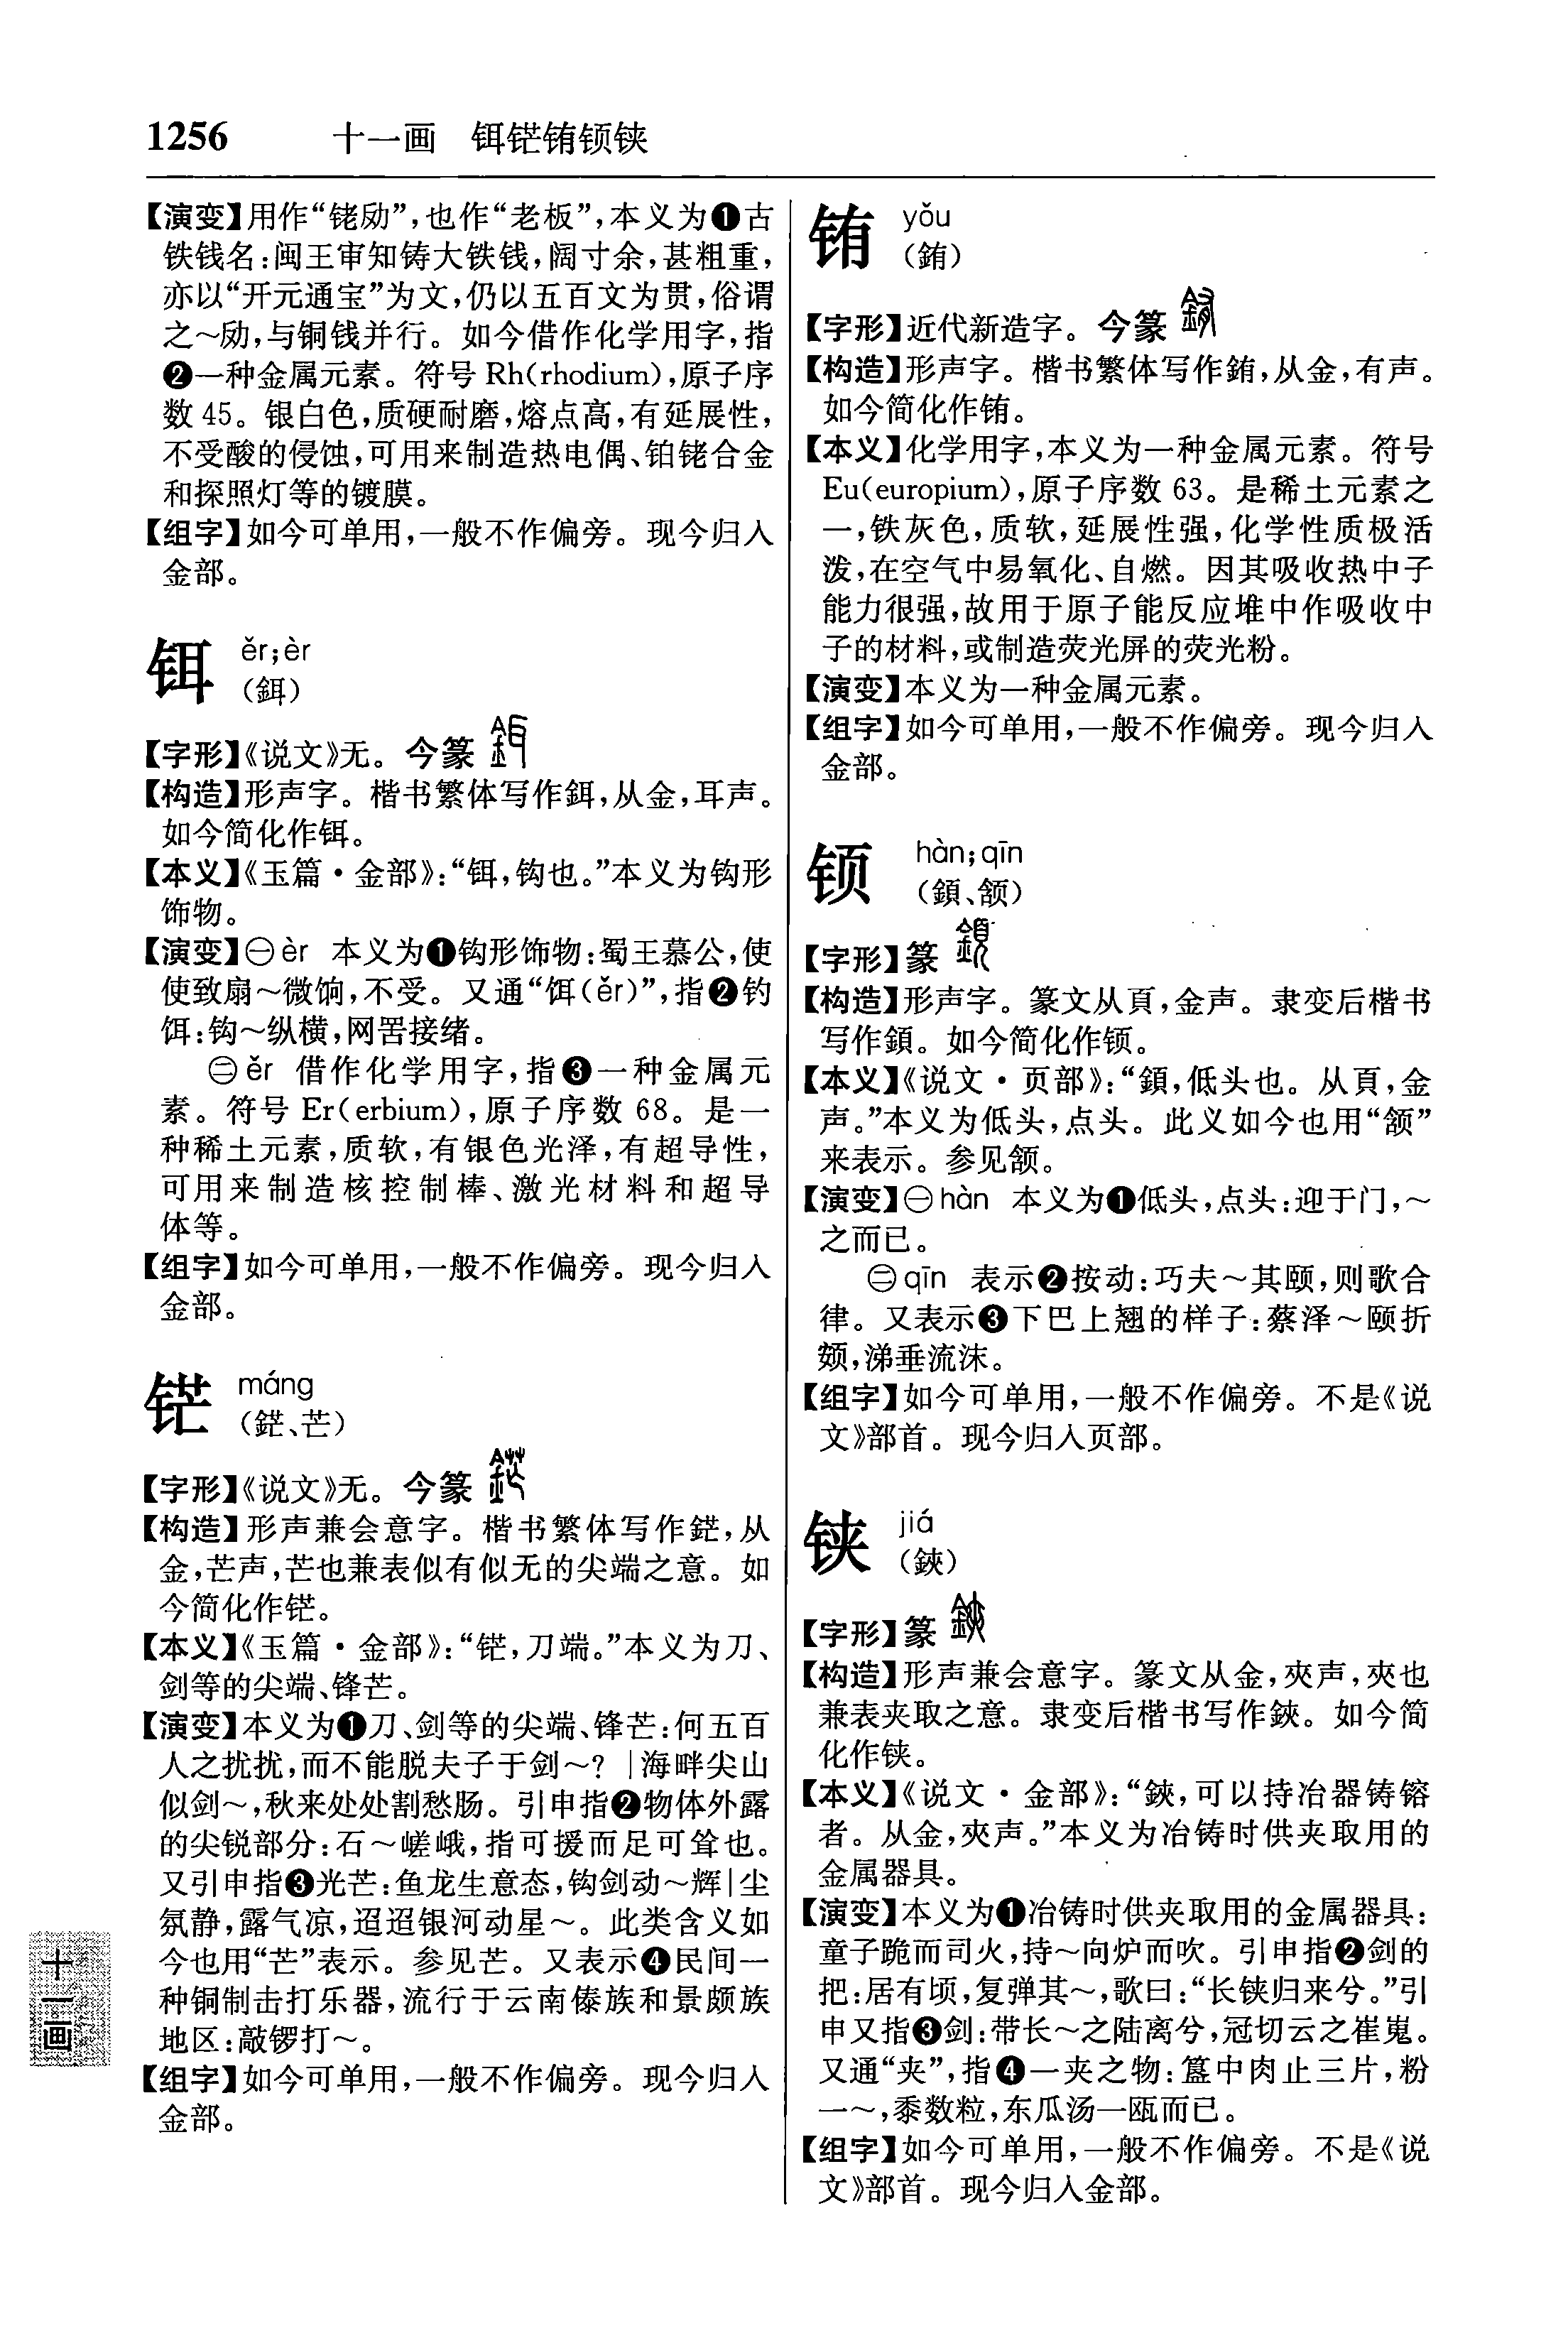 1256 十一画 铒铓铕顉铗
【演变】用作“铑励”,也作“老板”,本义为❶古
铁钱名:闽王审知铸大铁钱,阔寸余,甚粗重,
亦以“开元通宝”为文,仍以五百文为贯,俗谓
之～励,与铜钱并行。如今借作化学用字,指
❷一种金属元素。符号 Rh(rhodium),原子序
数 45。银白色,质硬耐磨,熔点高,有延展性,
不受酸的侵蚀,可用来制造热电偶、铂铑合金
和探照灯等的镀膜。
【组字】如今可单用,一般不作偏旁。现今归入
金部。
铒 ěr;èr
(鉺)
【字形】《说文》无。今篆
【构造】形声字。楷书繁体写作鉺,从金,耳声。
如今简化作铒。
【本义】《玉篇·金部》:“铒,钩也。”本义为钩形
饰物。
【演变】㊀èr 本义为❶钩形饰物:蜀王慕公,使
使致扇～微饷,不受。又通“饵(ěr)”,指❷钓
饵:钩～纵横,网罟接绪。
㊁ěr 借作化学用字,指❸一种金属元
素。符号 Er(erbium),原子序数 68。是一
种稀土元素,质软,有银色光泽,有超导性,
可用来制造核控制棒、激光材料和超导
体等。
【组字】如今可单用,一般不作偏旁。现今归入
金部。
铓 máng
(鋩、芒)
【字形】《说文》无。今篆
【构造】形声兼会意字。楷书繁体写作鋩,从
金,芒声,芒也兼表似有似无的尖端之意。如
今简化作铓。
【本义】《玉篇·金部》:“铓,刀端。”本义为刀、
剑等的尖端、锋芒。
【演变】本义为❶刀、剑等的尖端、锋芒:何五百
人之扰扰,而不能脱夫子于剑～? |海畔尖山
似剑～,秋来处处割愁肠。引申指❷物体外露
的尖锐部分:石～嵯峨,指可援而足可耸也。
又引申指❸光芒:鱼龙生意态,钩剑动～辉|尘
氛静,露气凉,迢迢银河动星～。此类含义如
今也用“芒”表示。参见芒。又表示❹民间一
种铜制击打乐器,流行于云南傣族和景颇族
地区:敲锣打～。
【组字】如今可单用,一般不作偏旁。现今归入
金部。
铕 yǒu
(銪)
【字形】近代新造字。今篆
【构造】形声字。楷书繁体写作銪,从金,有声。
如今简化作铕。
【本义】化学用字,本义为一种金属元素。符号
Eu(europium),原子序数 63。是稀土元素之
一,铁灰色,质软,延展性强,化学性质极活
泼,在空气中易氧化、自燃。因其吸收热中子
能力很强,故用于原子能反应堆中作吸收中
子的材料,或制造荧光屏的荧光粉。
【演变】本义为一种金属元素。
【组字】如今可单用,一般不作偏旁。现今归入
金部。
顉 hàn;qīn
(顉、颔)
【字形】篆
【构造】形声字。篆文从頁,金声。隶变后楷书
写作顉。如今简化作顉。
【本义】《说文·页部》:“顉,低头也。从頁,金
声。”本义为低头,点头。此义如今也用“颔”
来表示。参见颔。
【演变】㊀hàn 本义为❶低头,点头:迎于门,～
之而已。
㊁qīn 表示❷按动:巧夫～其颐,则歌合
律。又表示❸下巴上翘的样子:蔡泽～颐折
頞,涕垂流沫。
【组字】如今可单用,一般不作偏旁。不是《说
文》部首。现今归入页部。
铗 jiá
(鋏)
【字形】篆
【构造】形声兼会意字。篆文从金,夾声,夾也
兼表夹取之意。隶变后楷书写作鋏。如今简
化作铗。
【本义】《说文·金部》:“鋏,可以持冶器铸镕
者。从金,夾声。”本义为冶铸时供夹取用的
金属器具。
【演变】本义为❶冶铸时供夹取用的金属器具:
童子跪而司火,持～向炉而吹。引申指❷剑的
把:居有顷,复弹其～,歌曰:“长铗归来兮。”引
申又指❸剑:带长～之陆离兮,冠切云之崔嵬。
又通“夹”,指❹一夹之物:簋中肉止三片,粉
一～,黍数粒,东瓜汤一瓯而已。
【组字】如今可单用,一般不作偏旁。不是《说
文》部首。现今归入金部。
十一画